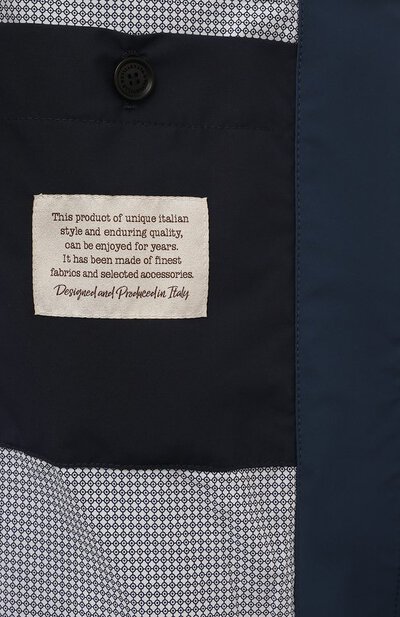 This product of unique italian
style and enduring quality,
can be enjoyed for years.
It has been made of finest
fabrics and selected accessories.
Designed and Produced in Italy